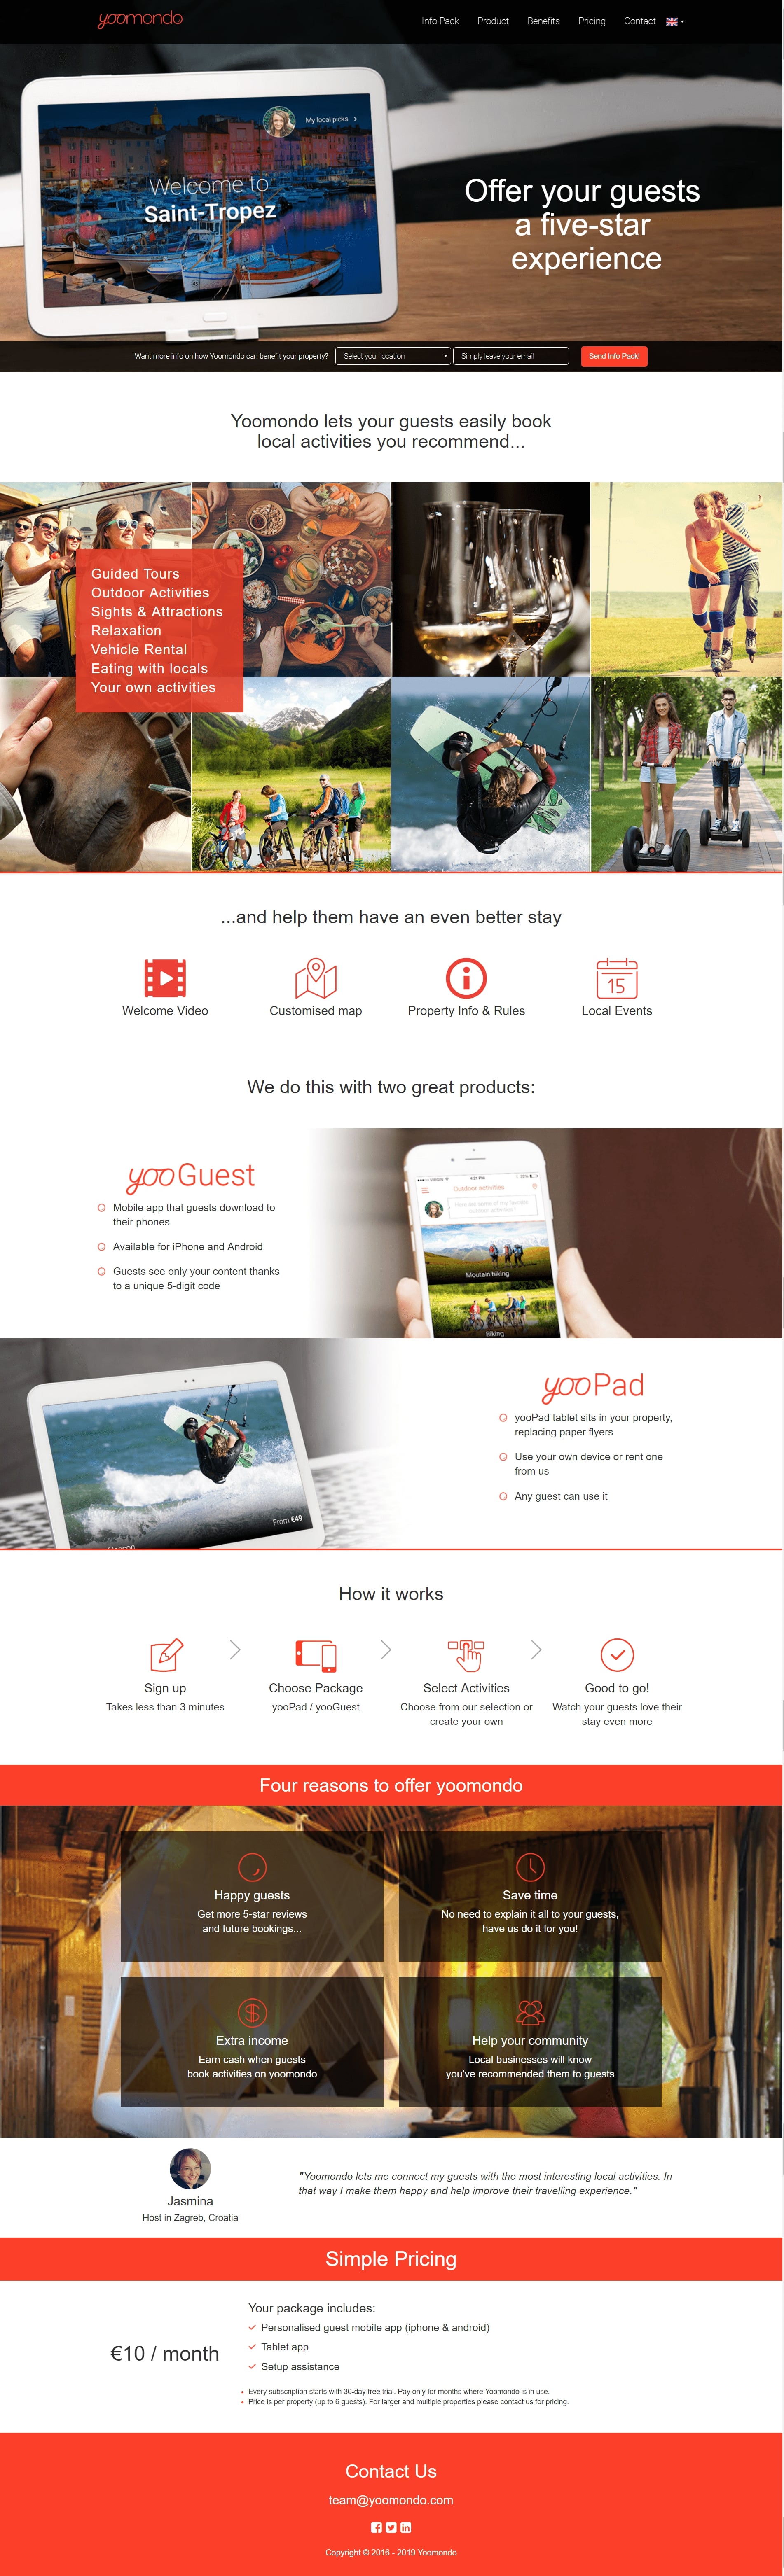 yoomondo
Info Pack Product Benefits Pricing Contact
My local picks
Welcome to
Saint-Tropez
Offer your guests
a five-star
experience
Want more info on how Yoomondo can benefit your property? Select your location Simply leave your email Send Info Pack!
Yoomondo lets your guests easily book
local activities you recommend...
Guided Tours
Outdoor Activities
Sights & Attractions
Relaxation
Vehicle Rental
Eating with locals
Your own activities
...and help them have an even better stay
15
Welcome Video Customised map Property Info & Rules Local Events
We do this with two great products:
yooGuest
Mobile app that guests download to
their phones
Available for iPhone and Android
Guests see only your content thanks
to a unique 5-digit code
4:21 PM
Outdoor activities
Here are some of my favorite
outdoor activities
Moutain hiking
Biking
From €49
yooPad
yooPad tablet sits in your property,
replacing paper flyers
Use your own device or rent one
from us
Any guest can use it
How it works
Sign up Choose Package Select Activities Good to go!
Takes less than 3 minutes yooPad / yooGuest Choose from our selection or Watch your guests love their
create your own stay even more
Four reasons to offer yoomondo
Happy guests
Get more 5-star reviews
and future bookings...
Save time
No need to explain it all to your guests,
have us do it for you!
Extra income
Earn cash when guests
book activities on yoomondo
Help your community
Local businesses will know
you've recommended them to guests
Jasmina
Host in Zagreb, Croatia
"Yoomondo lets me connect my guests with the most interesting local activities. In
that way I make them happy and help improve their travelling experience."
Simple Pricing
€10 / month
Your package includes:
Personalised guest mobile app (iphone & android)
Tablet app
Setup assistance
Every subscription starts with 30-day free trial. Pay only for months where Yoomondo is in use.
Price is per property (up to 6 guests). For larger and multiple properties please contact us for pricing.
Contact Us
team@yoomondo.com
Copyright © 2016 - 2019 Yoomondo